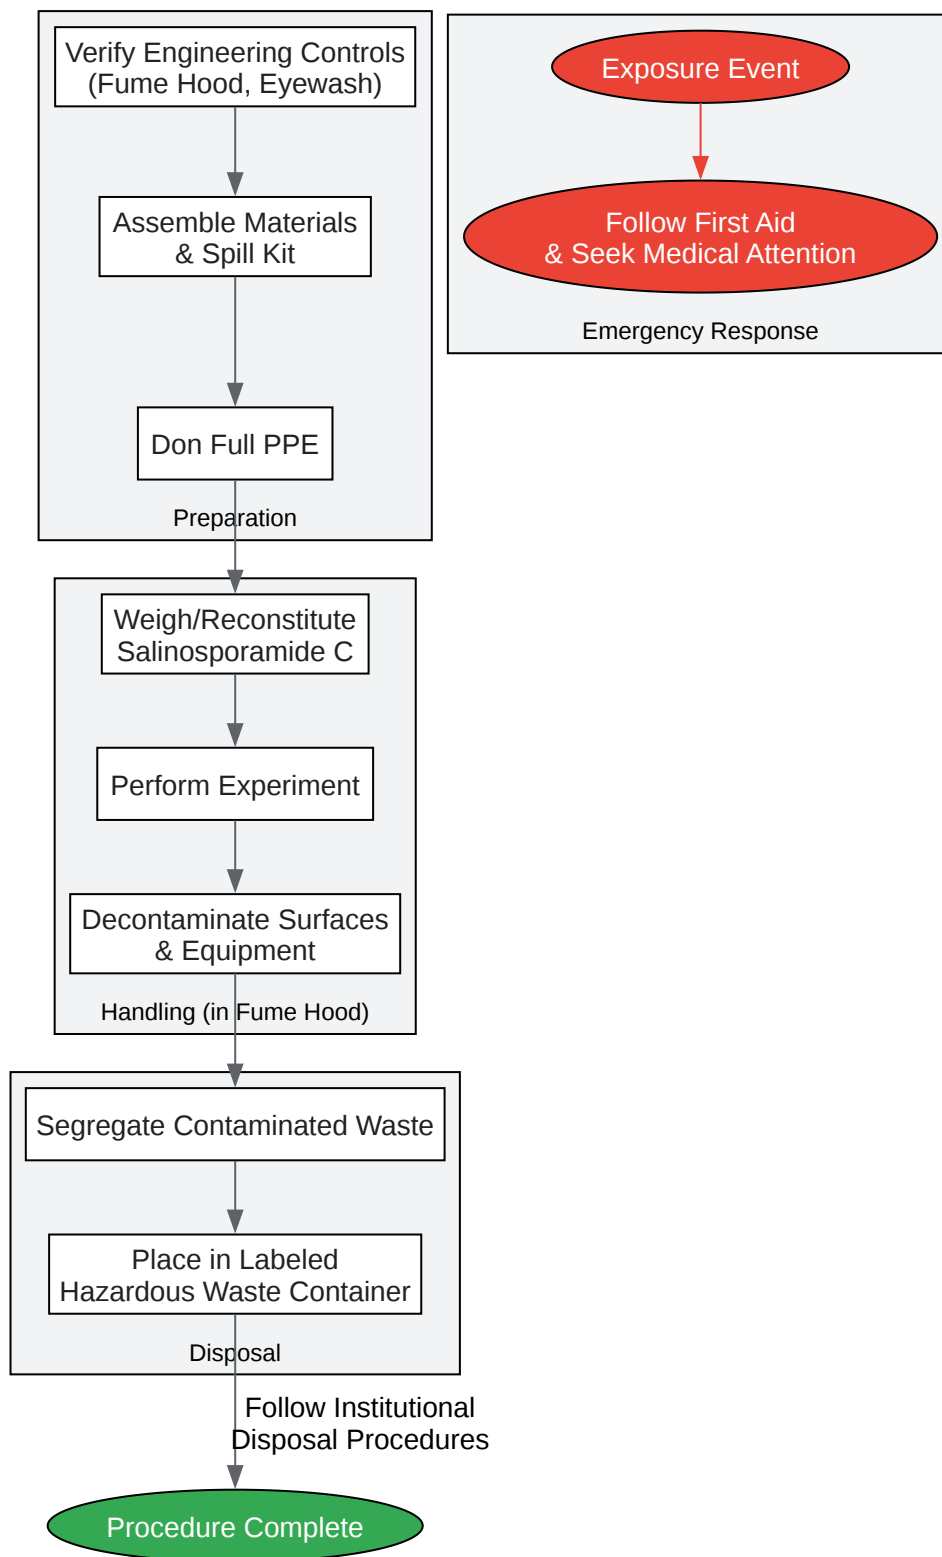 Verify Engineering Controls
(Fume Hood, Eyewash)
Assemble Materials
& Spill Kit
Don Full PPE
Preparation
Weigh/Reconstitute
Salinosporamide C
Perform Experiment
Decontaminate Surfaces
& Equipment
Handling (in Fume Hood)
Segregate Contaminated Waste
Place in Labeled
Hazardous Waste Container
Disposal
Follow Institutional
Disposal Procedures
Procedure Complete
Exposure Event
Follow First Aid
& Seek Medical Attention
Emergency Response